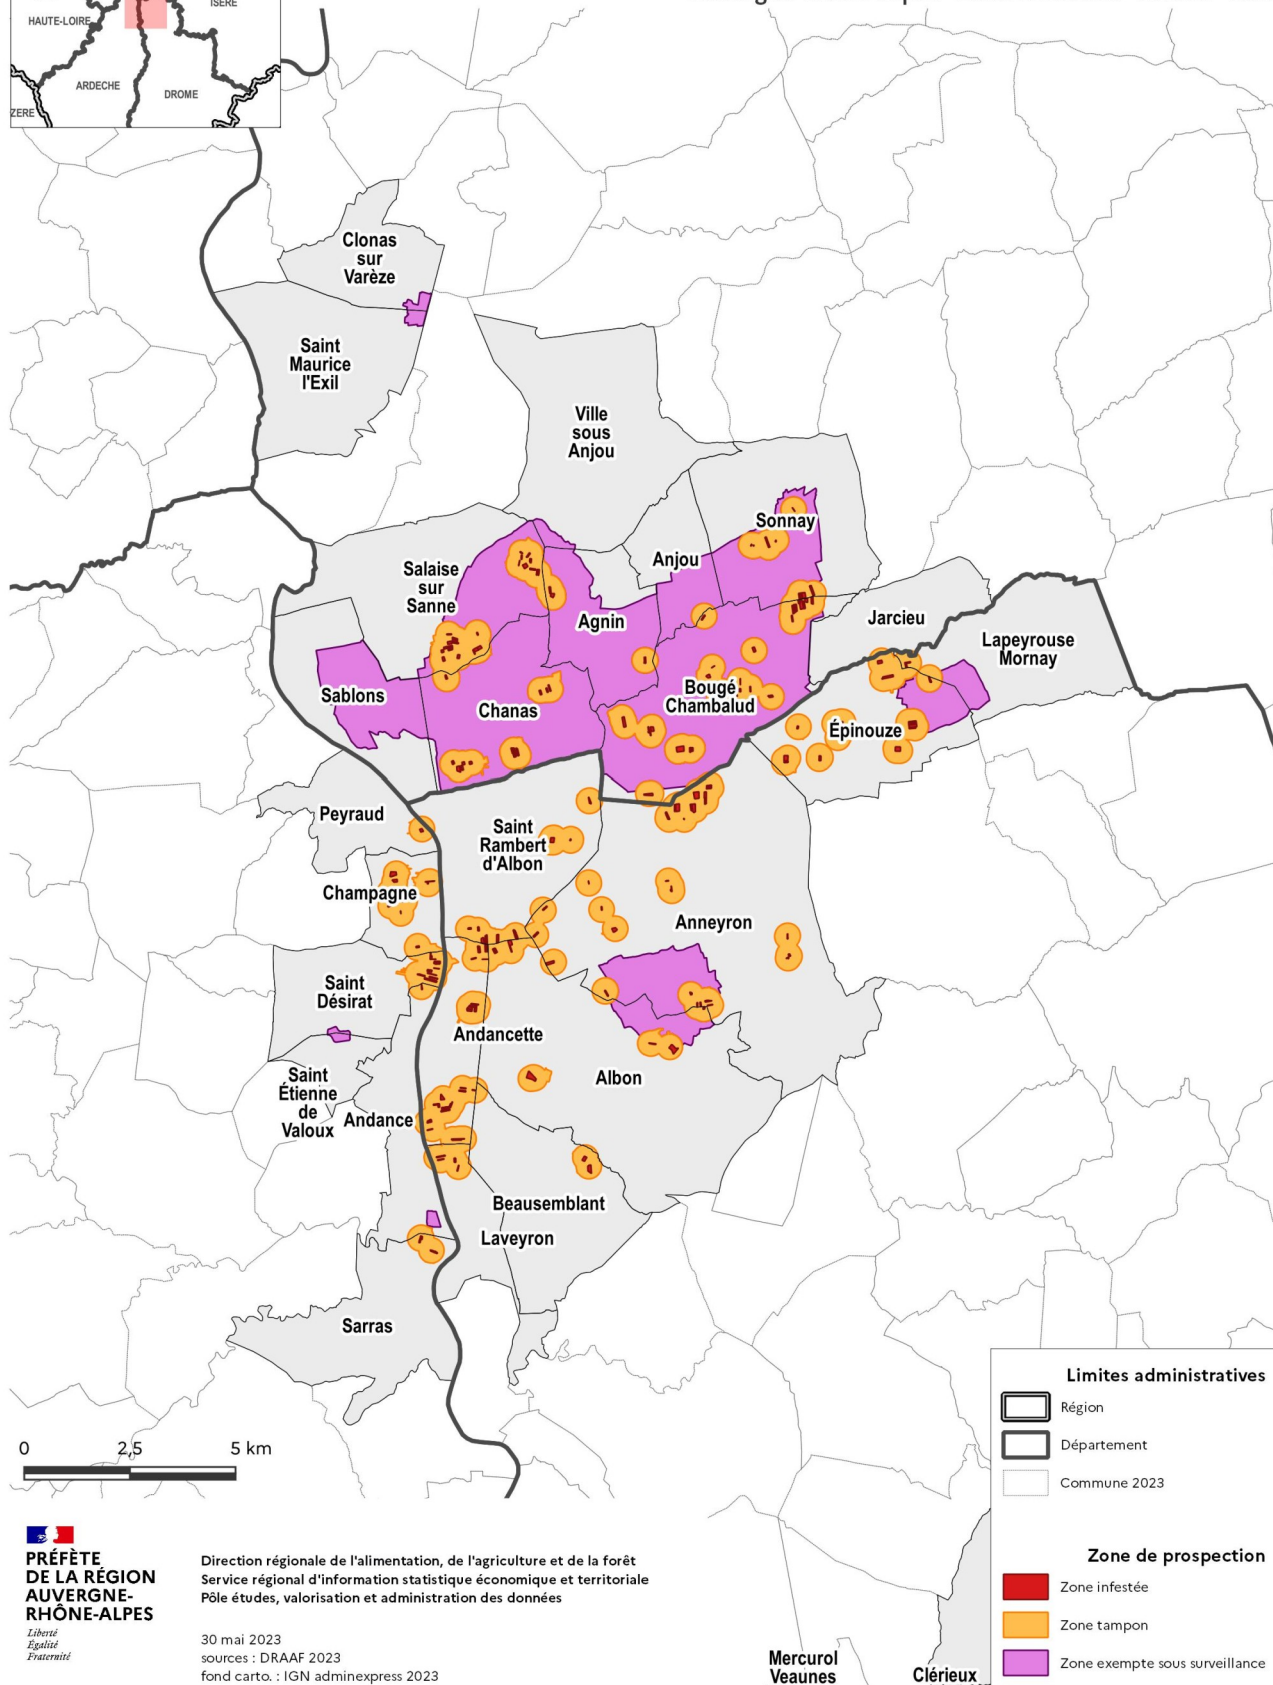 HAUTE-LOIRE
ISERE
ARDECHE
DROME
ZERE
Clonas
sur
Varèze
Saint
Maurice
l'Exil
Ville
sous
Anjou
Sonnay
Anjou
Salaise
sur
Sanne
Agnin
Jarcieu
Lapeyrouse
Mornay
Sablons
Chanas
Bougé
Chambalud
Épinouze
Peyraud
Saint
Rambert
d'Albon
Champagne
Anneyron
Saint
Désirat
Andancette
Saint
Étienne
de
Valoux
Andance
Albon
Beausemblant
Laveyron
Sarras
Mercurol
Veaunes
Clérieux
0 2,5 5 km
Limites administratives
Région
Département
Commune 2023
Zone de prospection
Zone infestée
Zone tampon
Zone exempte sous surveillance
PRÉFÈTE
DE LA RÉGION
AUVERGNE-
RHÔNE-ALPES
Liberté
Égalité
Fraternité
Direction régionale de l'alimentation, de l'agriculture et de la forêt
Service régional d'information statistique économique et territoriale
Pôle études, valorisation et administration des données
30 mai 2023
sources : DRAAF 2023
fond carto. : IGN adminexpress 2023